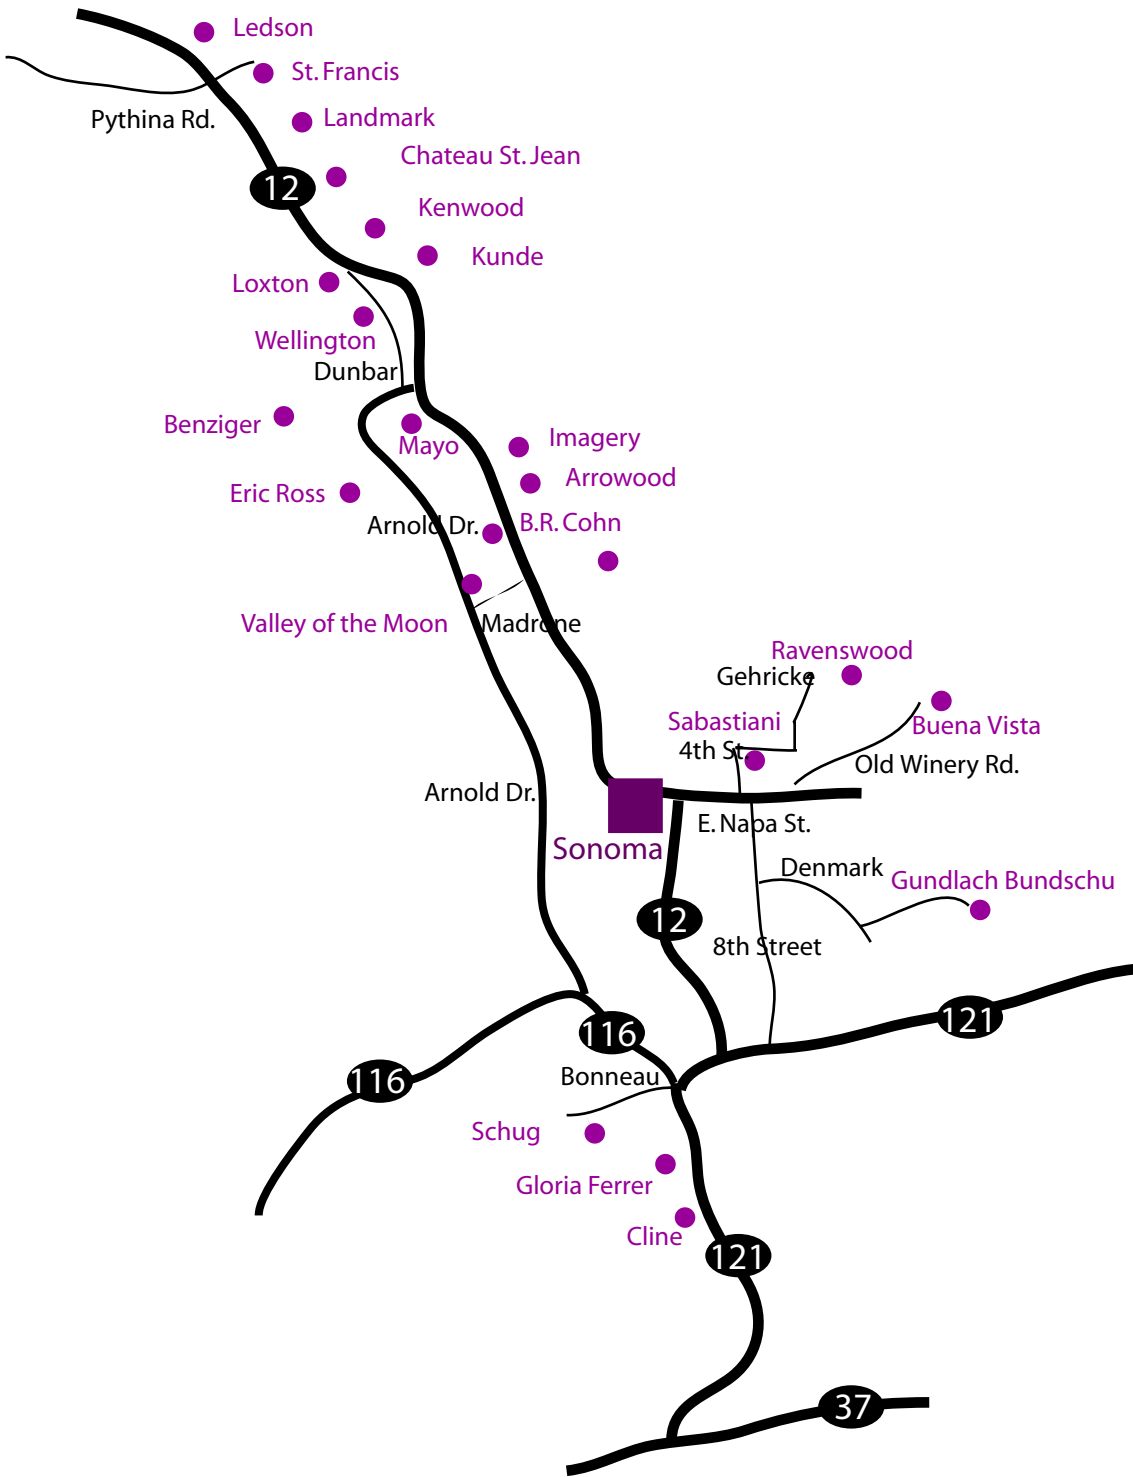 Ledson
St. Francis
Pythina Rd.
Landmark
Chateau St. Jean
12
Kenwood
Kunde
Loxton
Wellington
Dunbar
Benziger
Mayo
Imagery
Arrowood
Eric Ross
Arnold Dr.
B.R. Cohn
Valley of the Moon
Madrone
Ravenswood
Gehricke
Sabastiani
Buena Vista
4th St.
Old Winery Rd.
Arnold Dr.
E. Napa St.
Sonoma
Denmark
Gundlach Bundschu
12
8th Street
121
116
116
Bonneau
Schug
Gloria Ferrer
Cline
121
37